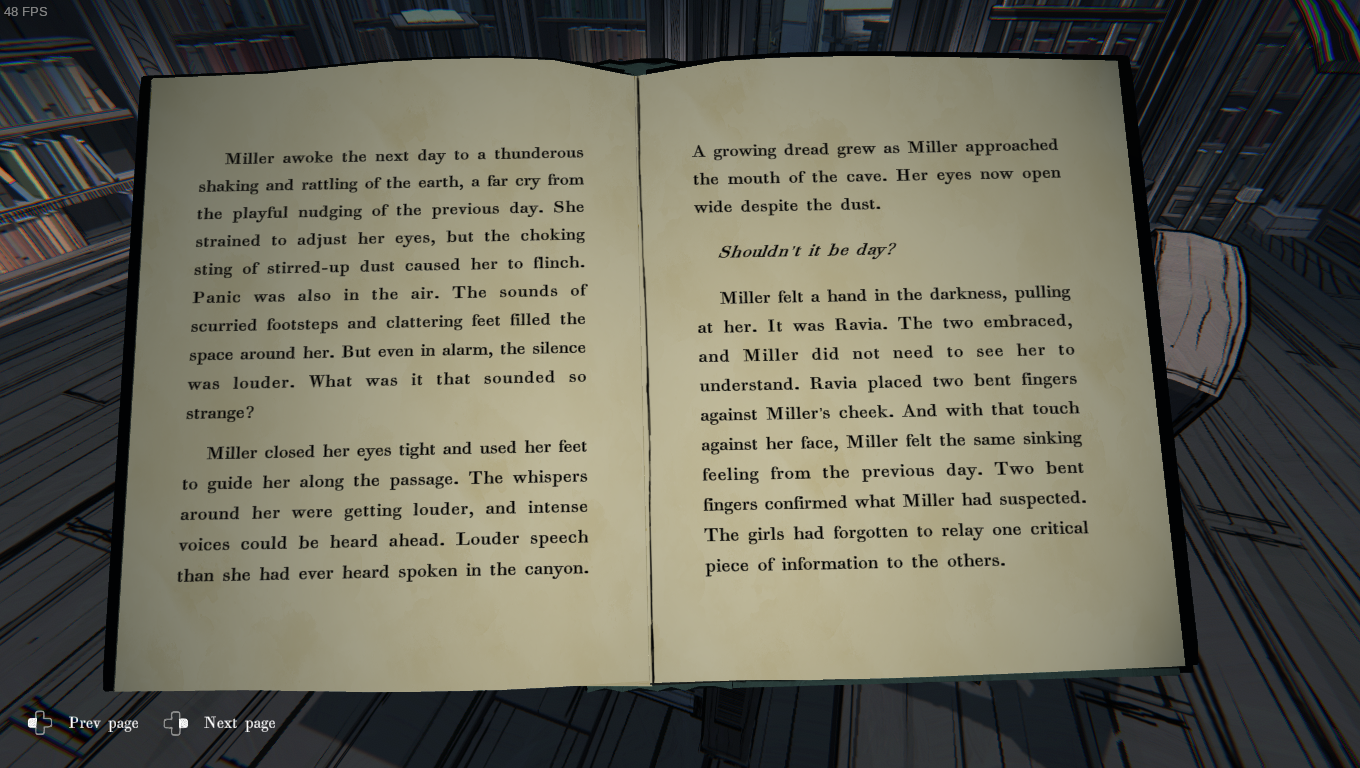 48 FPS
Miller awoke the next day to a thunderous
shaking and rattling of the earth, a far cry from
the playful nudging of the previous day. She
strained to adjust her eyes, but the choking
sting of stirred-up dust caused her to flinch.
Panic was also in the air. The sounds of
scurried footsteps and clattering feet filled the
space around her. But even in alarm, the silence
was louder. What was it that sounded so
strange?
Miller closed her eyes tight and used her feet
to guide her along the passage. The whispers
around her were getting louder, and intense
voices could be heard ahead. Louder speech
than she had ever heard spoken in the canyon.
A growing dread grew as Miller approached
the mouth of the cave. Her eyes now open
wide despite the dust.
Shouldn't it be day?
Miller felt a hand in the darkness, pulling
at her. It was Ravia. The two embraced,
and Miller did not need to see her to
understand. Ravia placed two bent fingers
against Miller's cheek. And with that touch
against her face, Miller felt the same sinking
feeling from the previous day. Two bent
fingers confirmed what Miller had suspected.
The girls had forgotten to relay one critical
piece of information to the others.
Prev page Next page